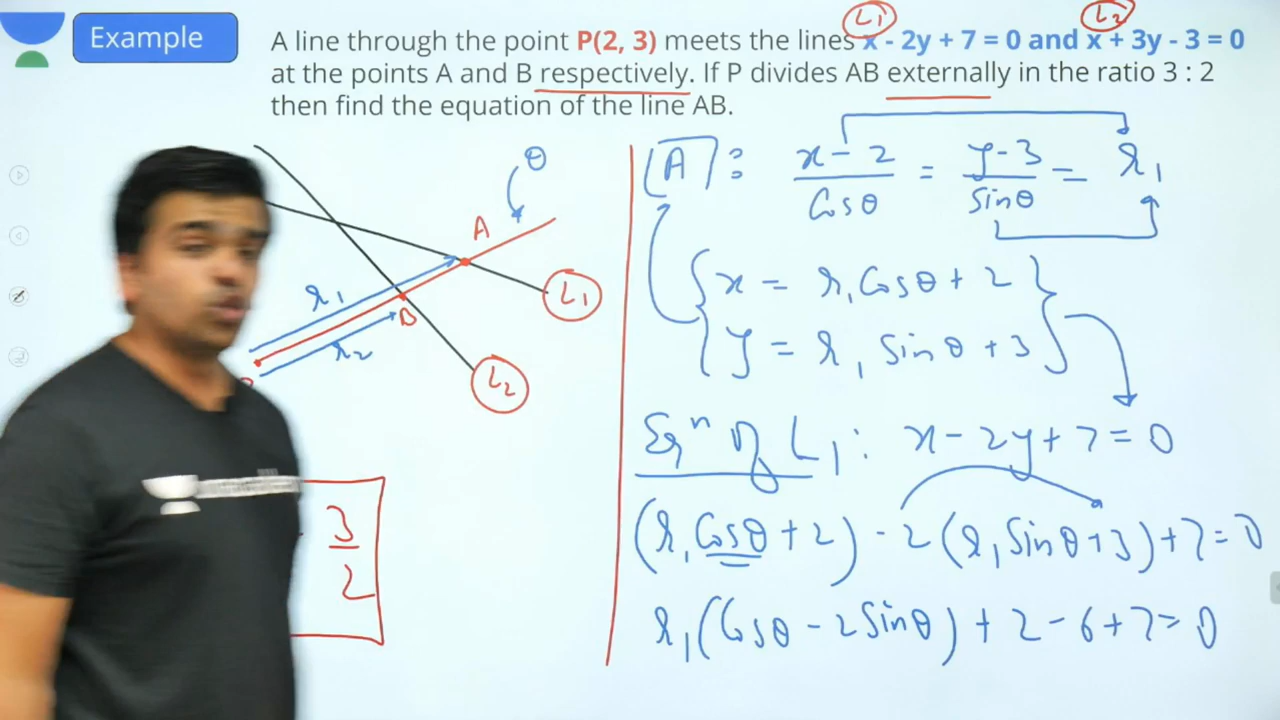 Example
L1
L2
A line through the point P(2, 3) meets the lines x - 2y + 7 = 0 and x + 3y - 3 = 0
at the points A and B respectively. If P divides AB externally in the ratio 3 : 2
then find the equation of the line AB.
θ
A
r1
B
r2
L1
L2
3/2
(A) : (x - 2)/Cosθ = (y - 3)/Sinθ = r1
x = r1 Cosθ + 2
y = r1 Sinθ + 3
Eqn of L1 : x - 2y + 7 = 0
(r1 Cosθ + 2) - 2(r1 Sinθ + 3) + 7 = 0
r1(Cosθ - 2Sinθ) + 2 - 6 + 7 = 0